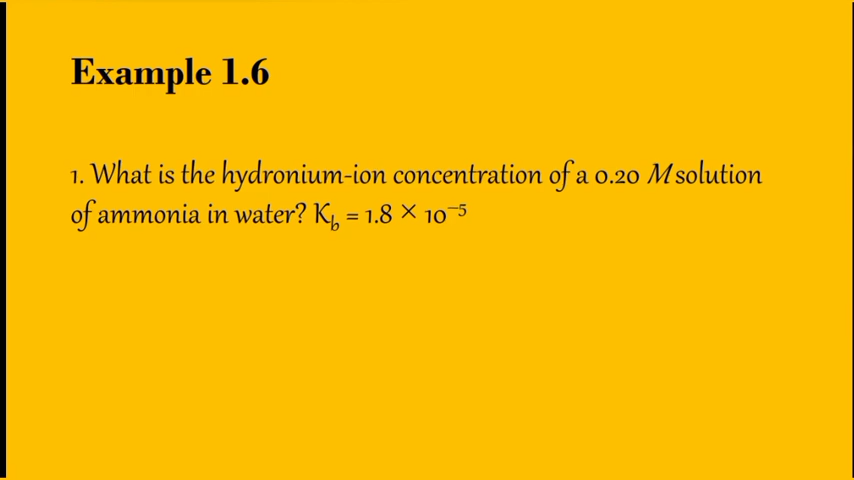 Example 1.6
1. What is the hydronium-ion concentration of a 0.20 M solution
of ammonia in water? K_b = 1.8 × 10⁻⁵